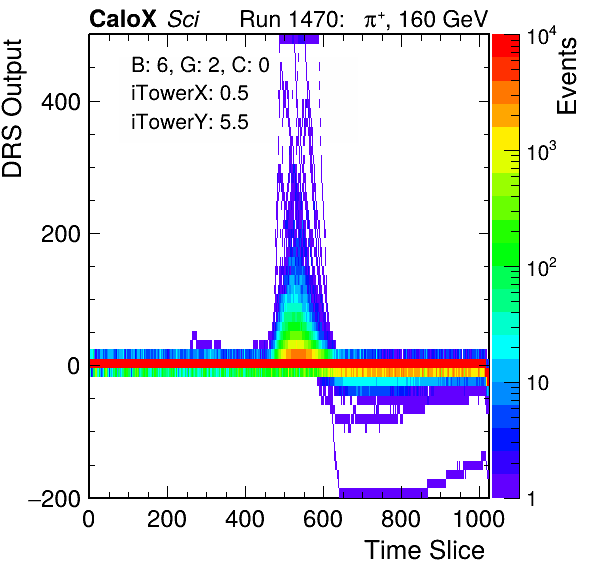 CaloX Sci Run 1470: π⁺, 160 GeV
B: 6, G: 2, C: 0
iTowerX: 0.5
iTowerY: 5.5
DRS Output
400
200
0
−200
0 200 400 600 800 1000
Time Slice
10⁴
10³
10²
10
1
Events